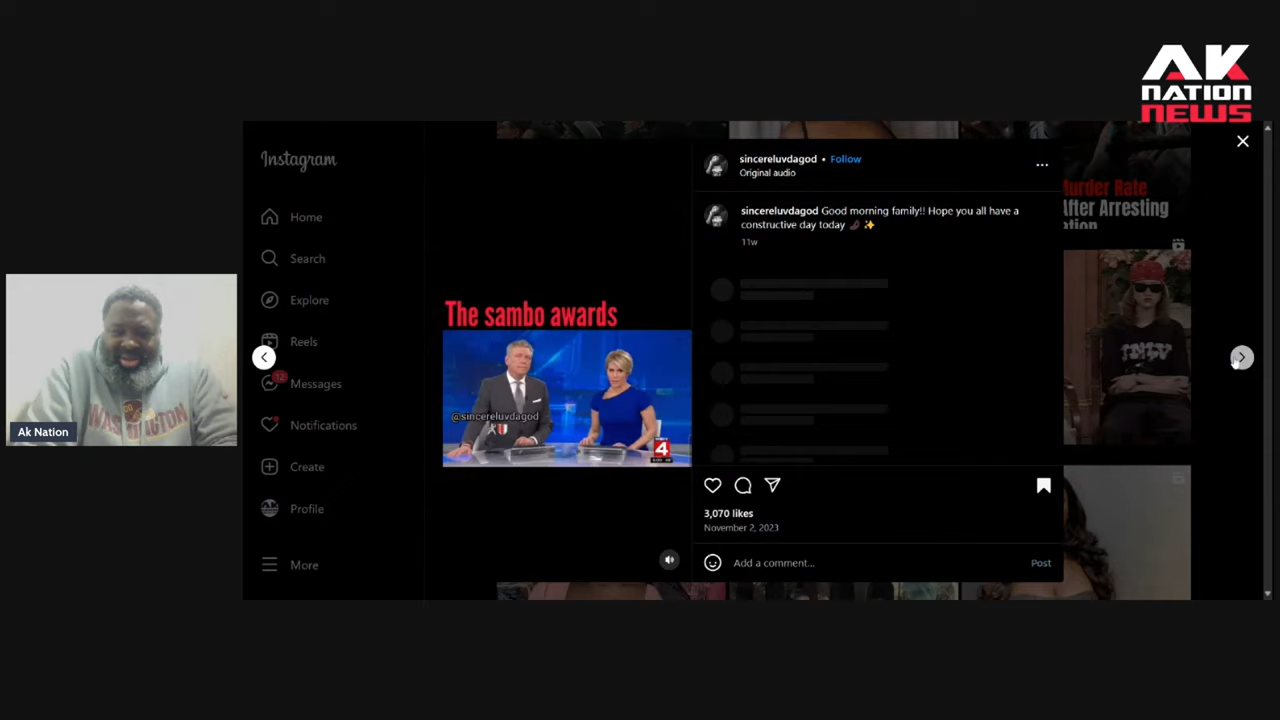 AK
NATION
NEWS
Instagram
Home
Search
Explore
Reels
12
Messages
Notifications
Create
Profile
More
Ak Nation
WASHINGTON
The sambo awards
@sincereluvdagod
4
sincereluvdagod • Follow
Original audio
sincereluvdagod Good morning family!! Hope you all have a
constructive day today
11w
3,070 likes
November 2, 2023
Add a comment...
Post
Murder Rate
After Arresting